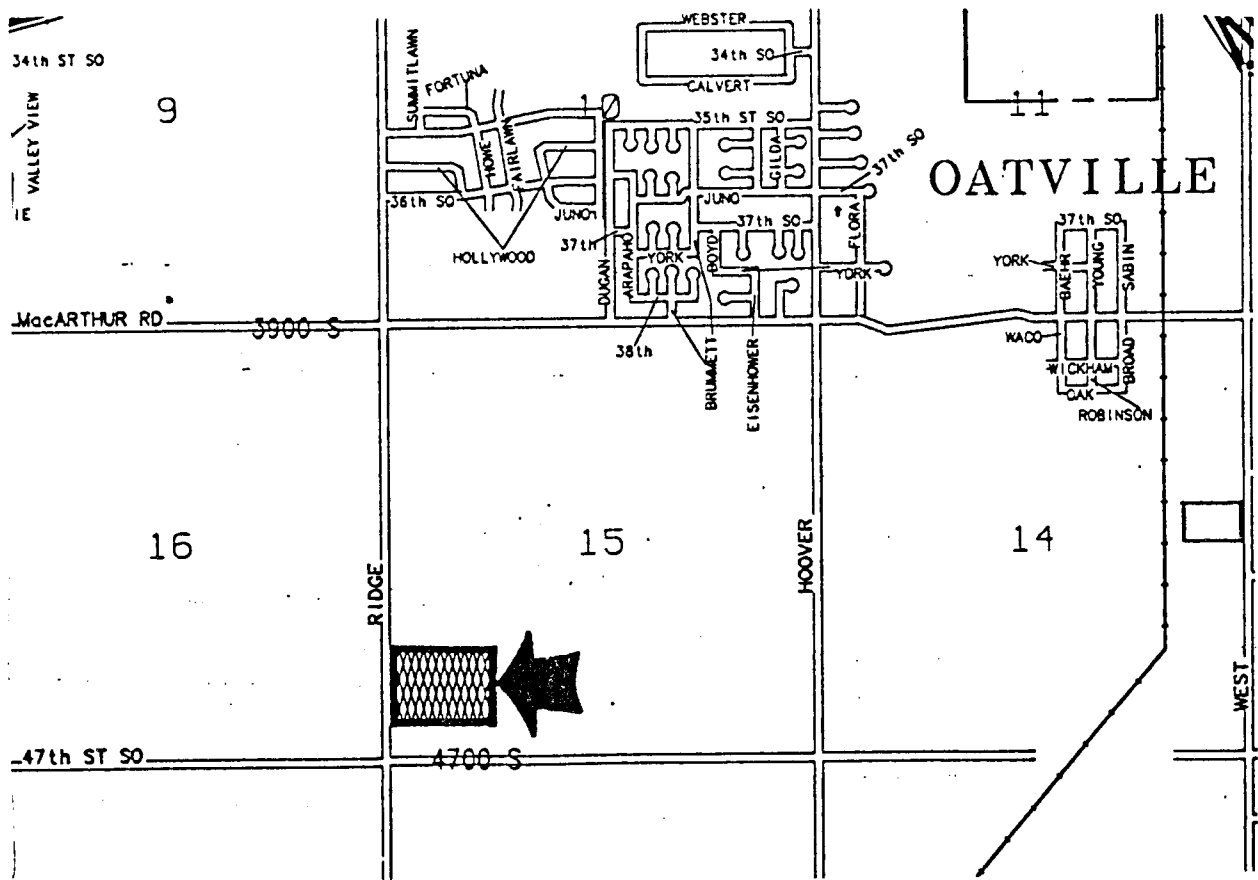 WEBSTER
34th ST SO
34th SO
SUMMITLAWN
FORTUNA
CALVERT
9
10
11
VALLEY VIEW
35th ST SO
HOWE
FAIRLAWN
GILDA
37th SO
OATVILLE
IE
36th SO
JUNO
JUNO
37th SO
FLORA
37th SO
HOLLYWOOD
37th
ARAPAHO
YORK
BOYD
YORK
YORK
BAEHR
YOUNG
SABIN
DUGAN
MacARTHUR RD
3900 S
38th
BRUMMETT
EISENHOWER
WACO
WICKHAM
BROAD
OAK
ROBINSON
16
15
14
RIDGE
HOOVER
WEST
47th ST SO
4700 S